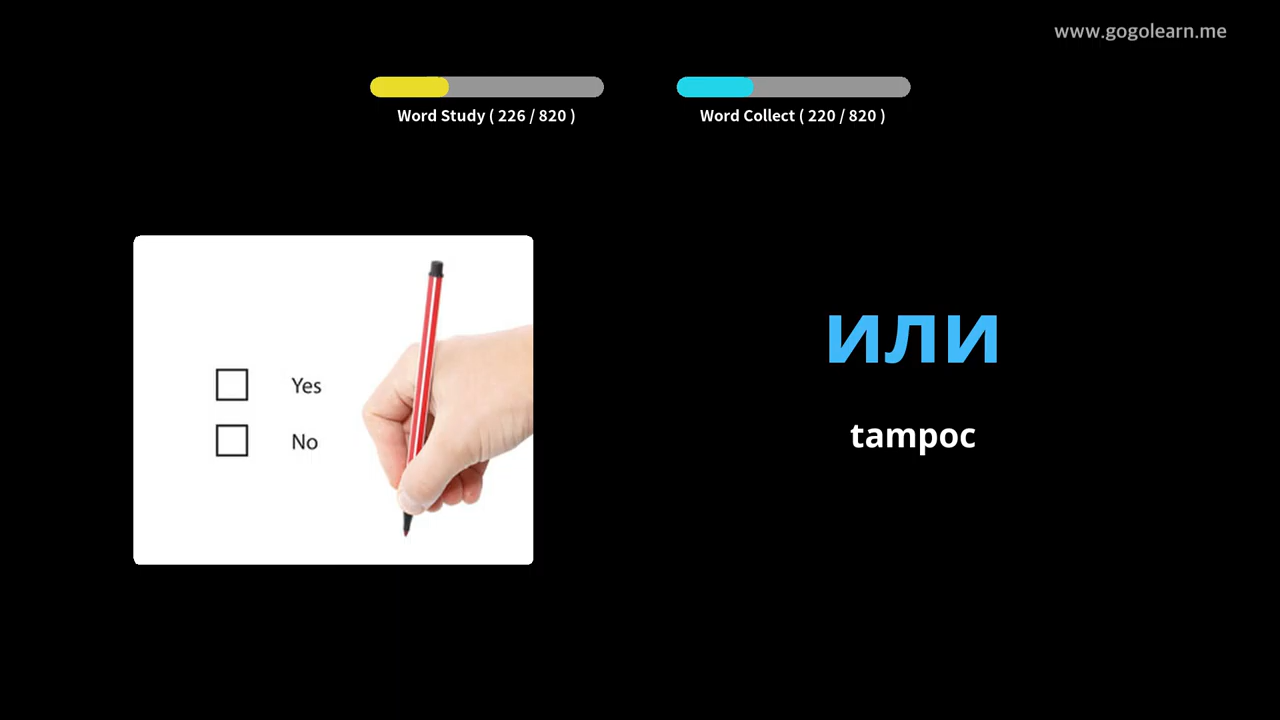 www.gogolearn.me
Word Study ( 226 / 820 )
Word Collect ( 220 / 820 )
Yes
No
или
tampoc